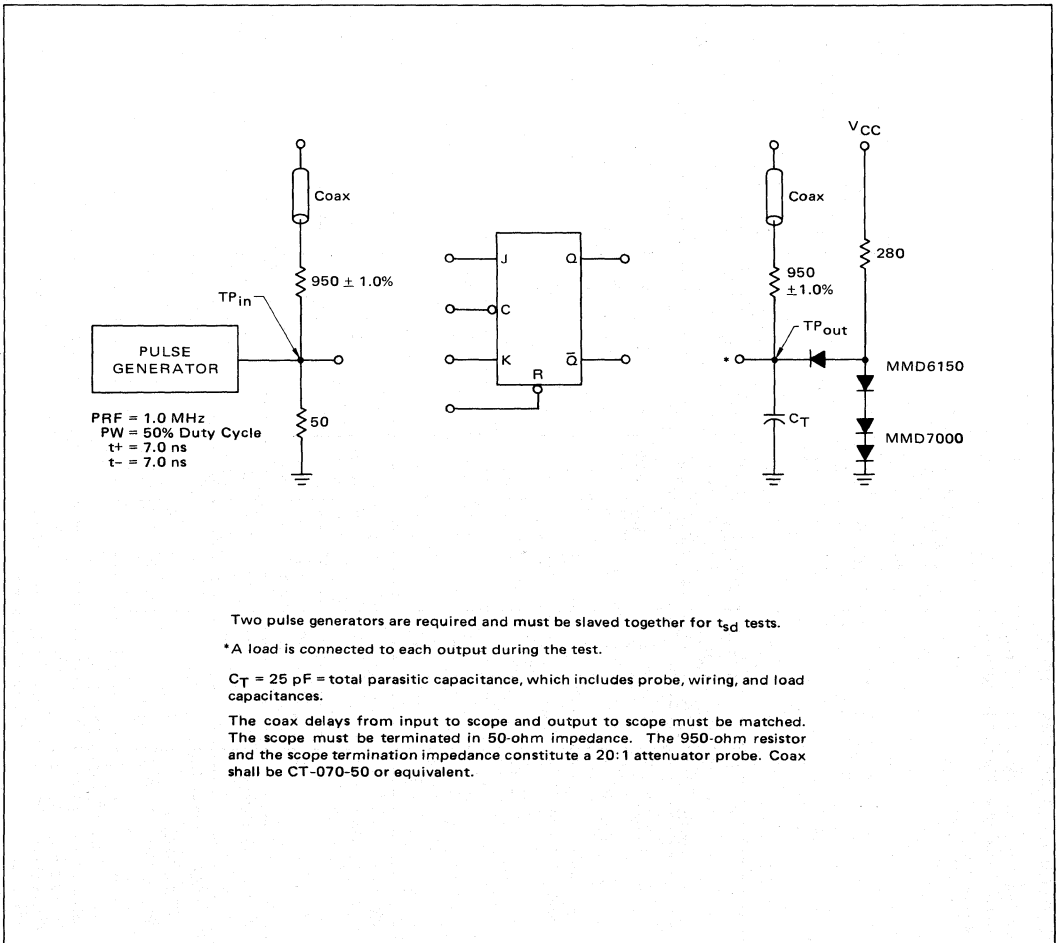 VCC
Coax
Coax
280
950 ± 1.0%
950
±1.0%
J
Q
C
K
Q̅
R
TPin
TPout
PULSE
GENERATOR
MMD6150
MMD7000
PRF = 1.0 MHz
PW = 50% Duty Cycle
t+ = 7.0 ns
t− = 7.0 ns
50
CT
Two pulse generators are required and must be slaved together for tsd tests.
*
*A load is connected to each output during the test.
CT = 25 pF = total parasitic capacitance, which includes probe, wiring, and load
capacitances.
The coax delays from input to scope and output to scope must be matched.
The scope must be terminated in 50-ohm impedance. The 950-ohm resistor
and the scope termination impedance constitute a 20:1 attenuator probe. Coax
shall be CT-070-50 or equivalent.